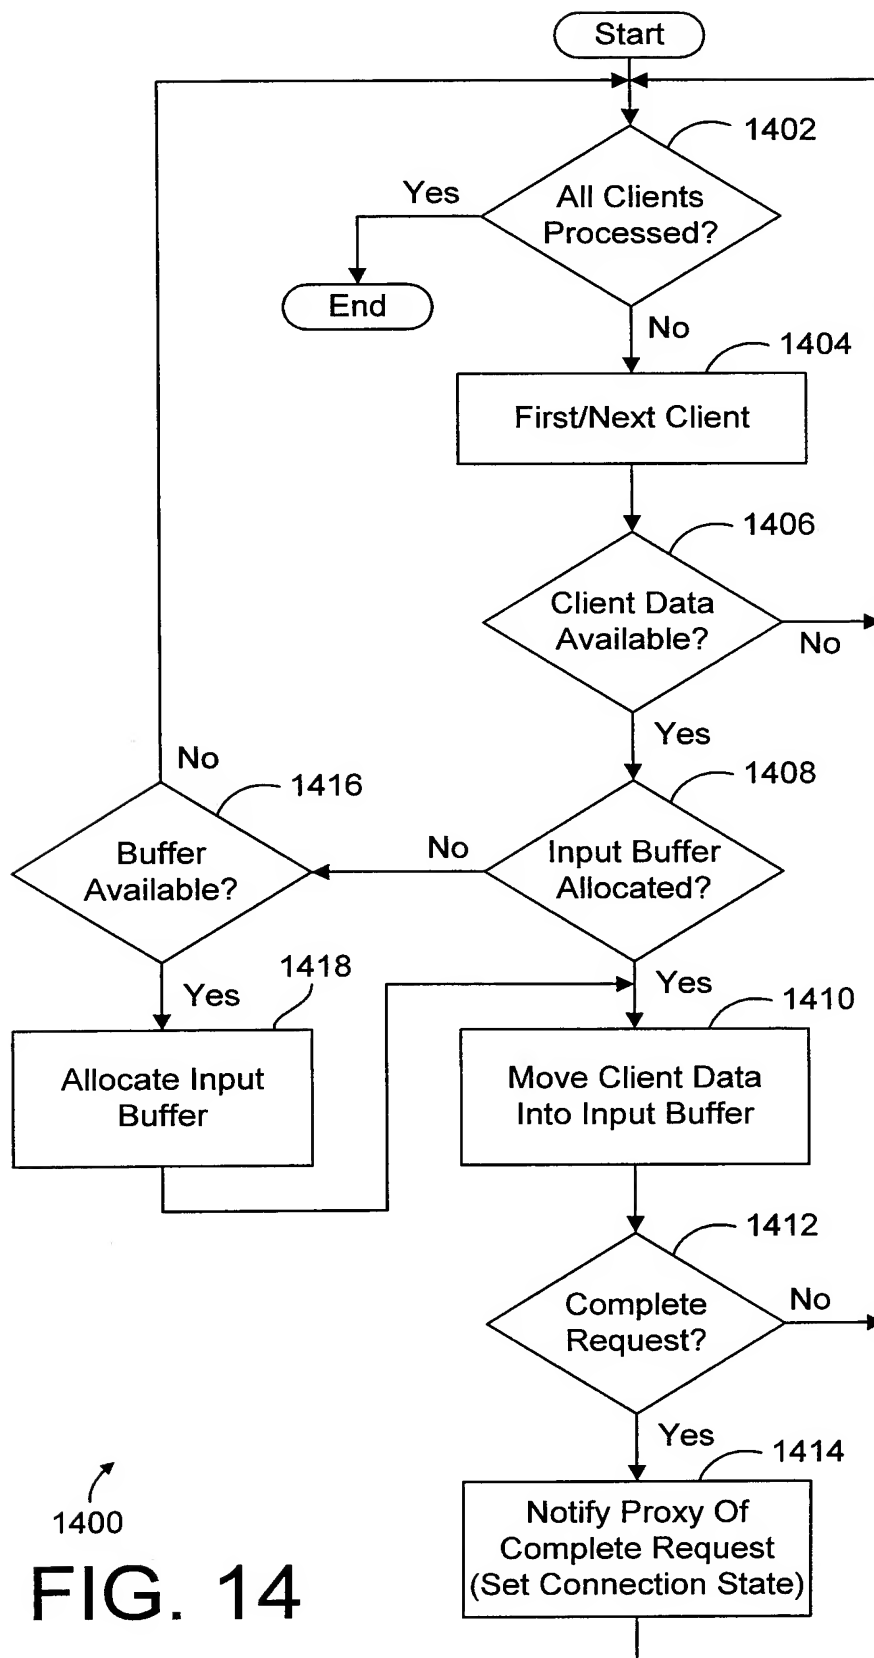 Start
1402
Yes
All Clients
Processed?
End
No
1404
First/Next Client
1406
Client Data
Available?
No
Yes
No
1416
1408
Buffer
Available?
No
Input Buffer
Allocated?
1418
Yes
Yes
1410
Allocate Input
Buffer
Move Client Data
Into Input Buffer
1412
Complete
Request?
No
Yes
1414
Notify Proxy Of
Complete Request
(Set Connection State)
1400
FIG. 14